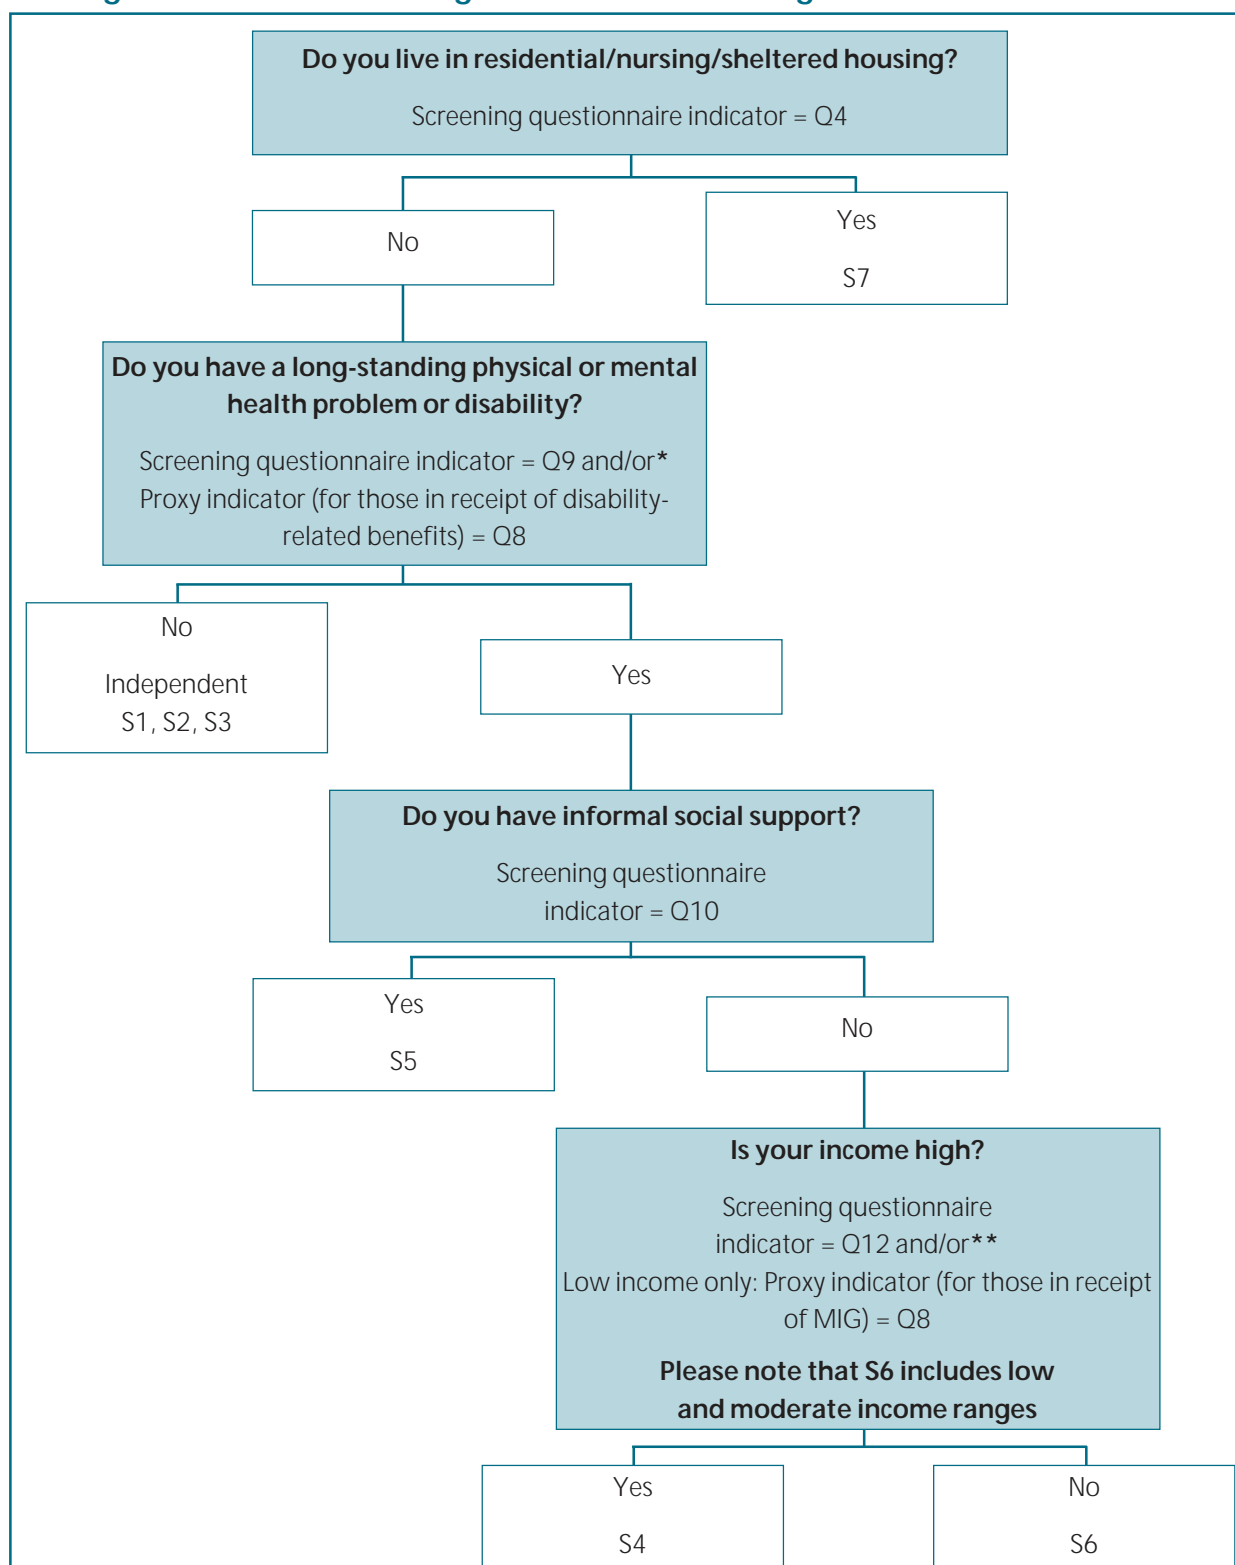 Do you live in residential/nursing/sheltered housing?
Screening questionnaire indicator = Q4
No
Yes
S7
Do you have a long-standing physical or mental
health problem or disability?
Screening questionnaire indicator = Q9 and/or*
Proxy indicator (for those in receipt of disability-
related benefits) = Q8
No
Independent
S1, S2, S3
Yes
Do you have informal social support?
Screening questionnaire
indicator = Q10
Yes
S5
No
Is your income high?
Screening questionnaire
indicator = Q12 and/or**
Low income only: Proxy indicator (for those in receipt
of MIG) = Q8
Please note that S6 includes low
and moderate income ranges
Yes
S4
No
S6